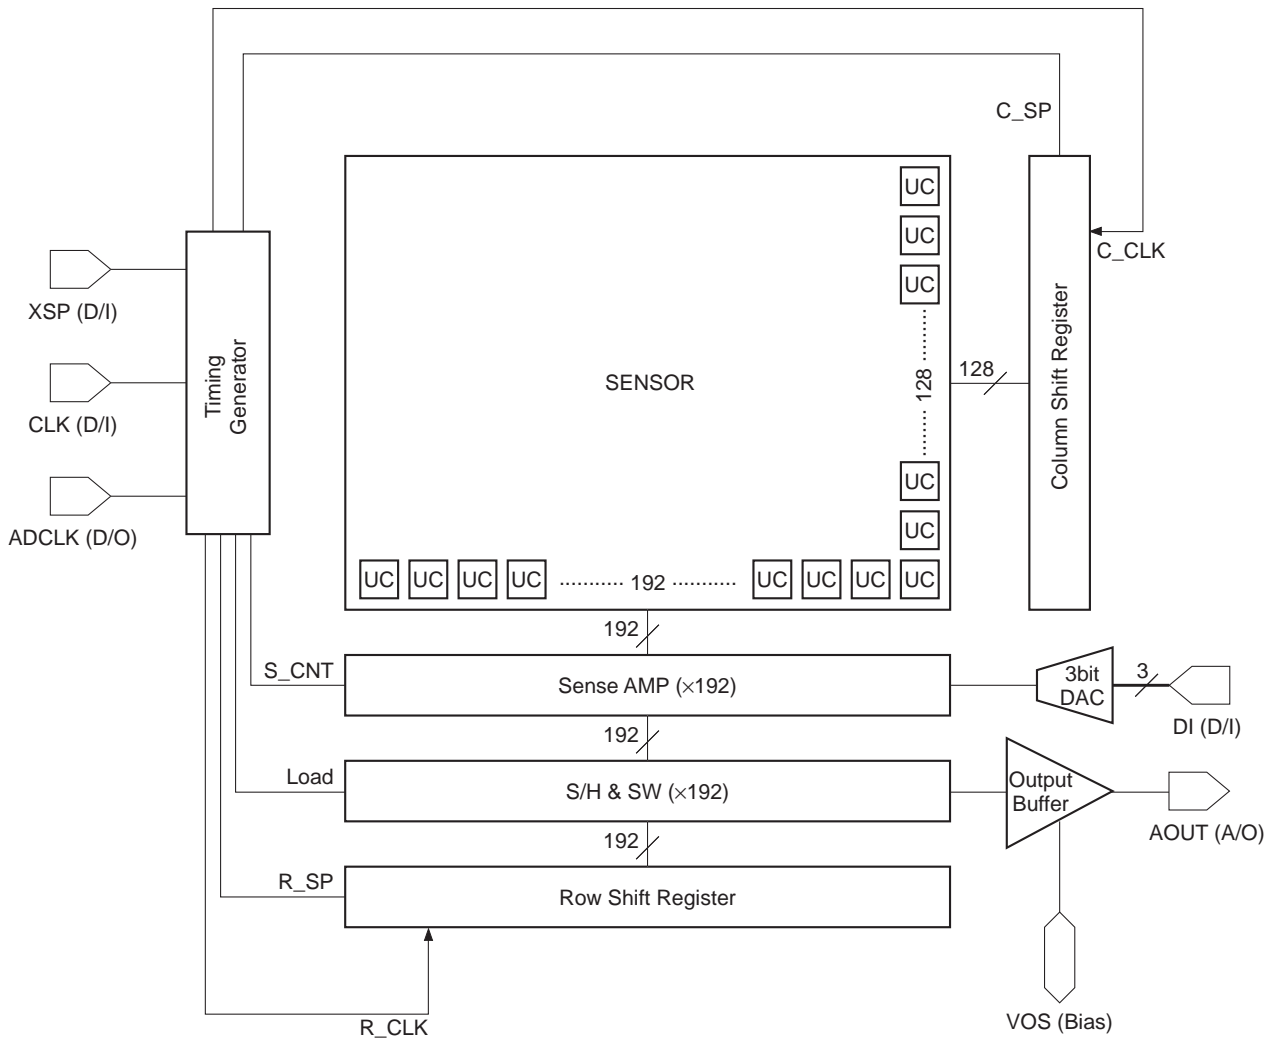 C_SP
UC
UC
C_CLK
UC
XSP (D/I)
Timing
Generator
SENSOR
128
128
Column Shift Register
CLK (D/I)
UC
ADCLK (D/O)
UC
UC UC UC UC ........... 192 ........... UC UC UC UC
192
S_CNT
Sense AMP (×192)
3bit
DAC
3
DI (D/I)
192
Load
S/H & SW (×192)
Output
Buffer
AOUT (A/O)
192
R_SP
Row Shift Register
R_CLK
VOS (Bias)